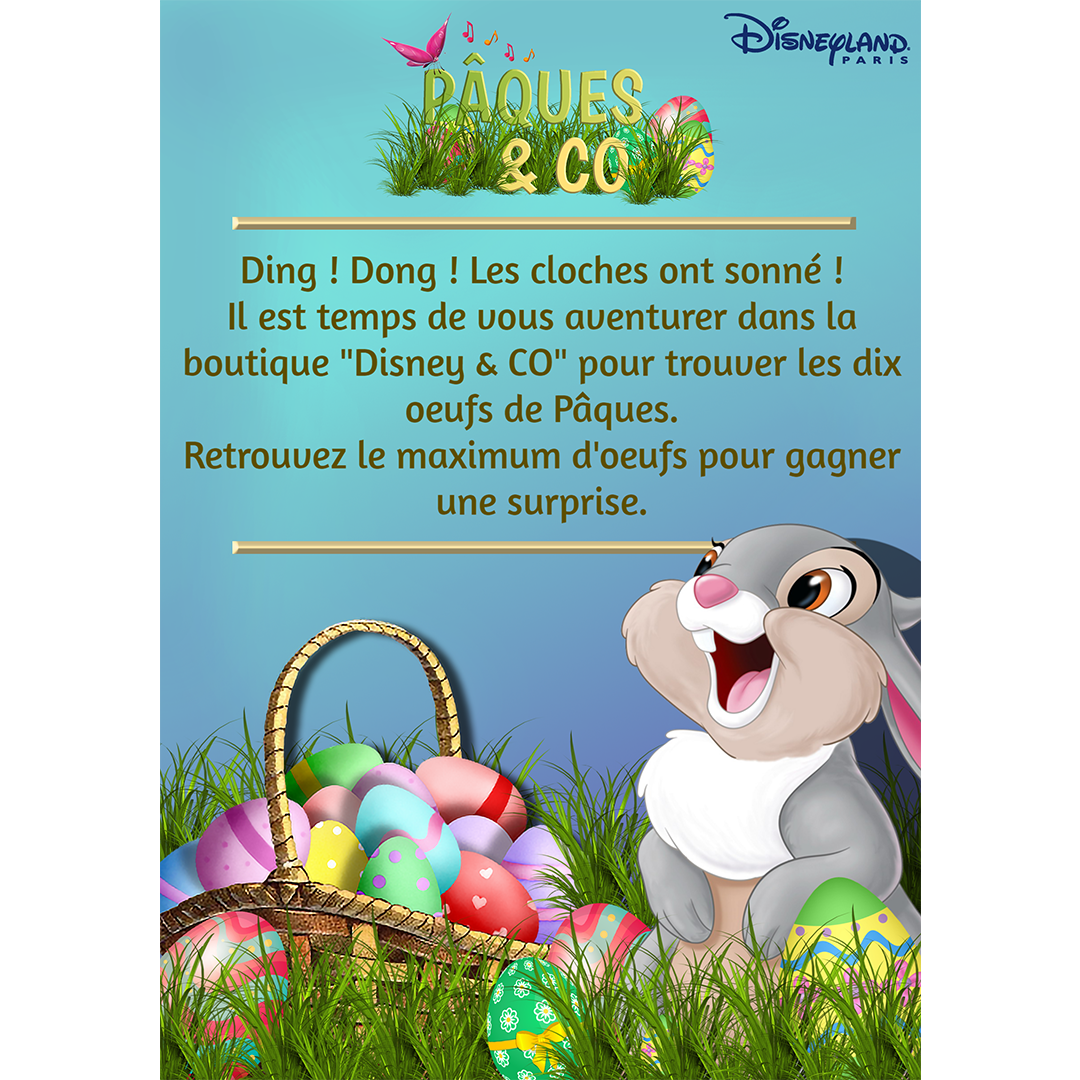 DISNEYLAND.
PARIS
PÂQUES
& CO
Ding ! Dong ! Les cloches ont sonné !
Il est temps de vous aventurer dans la
boutique "Disney & CO" pour trouver les dix
oeufs de Pâques.
Retrouvez le maximum d'oeufs pour gagner
une surprise.